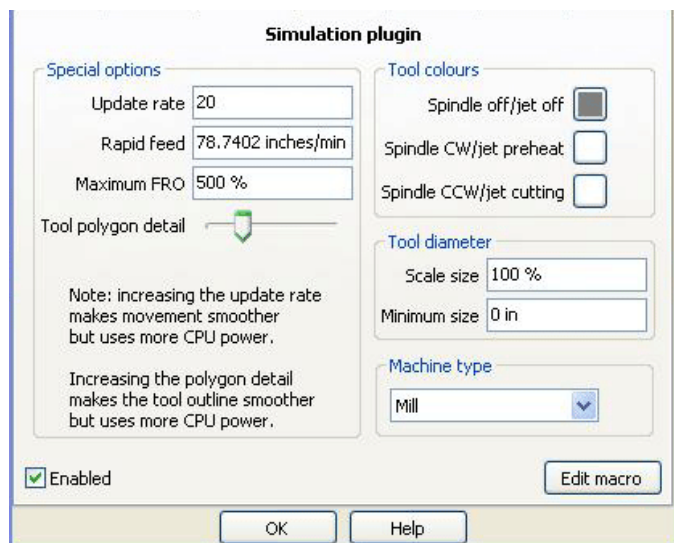 Simulation plugin
Special options
Update rate 20
Rapid feed 78.7402 inches/min
Maximum FRO 500 %
Tool polygon detail
Note: increasing the update rate
makes movement smoother
but uses more CPU power.
Increasing the polygon detail
makes the tool outline smoother
but uses more CPU power.
Tool colours
Spindle off/jet off
Spindle CW/jet preheat
Spindle CCW/jet cutting
Tool diameter
Scale size 100 %
Minimum size 0 in
Machine type
Mill
Enabled
Edit macro
OK
Help